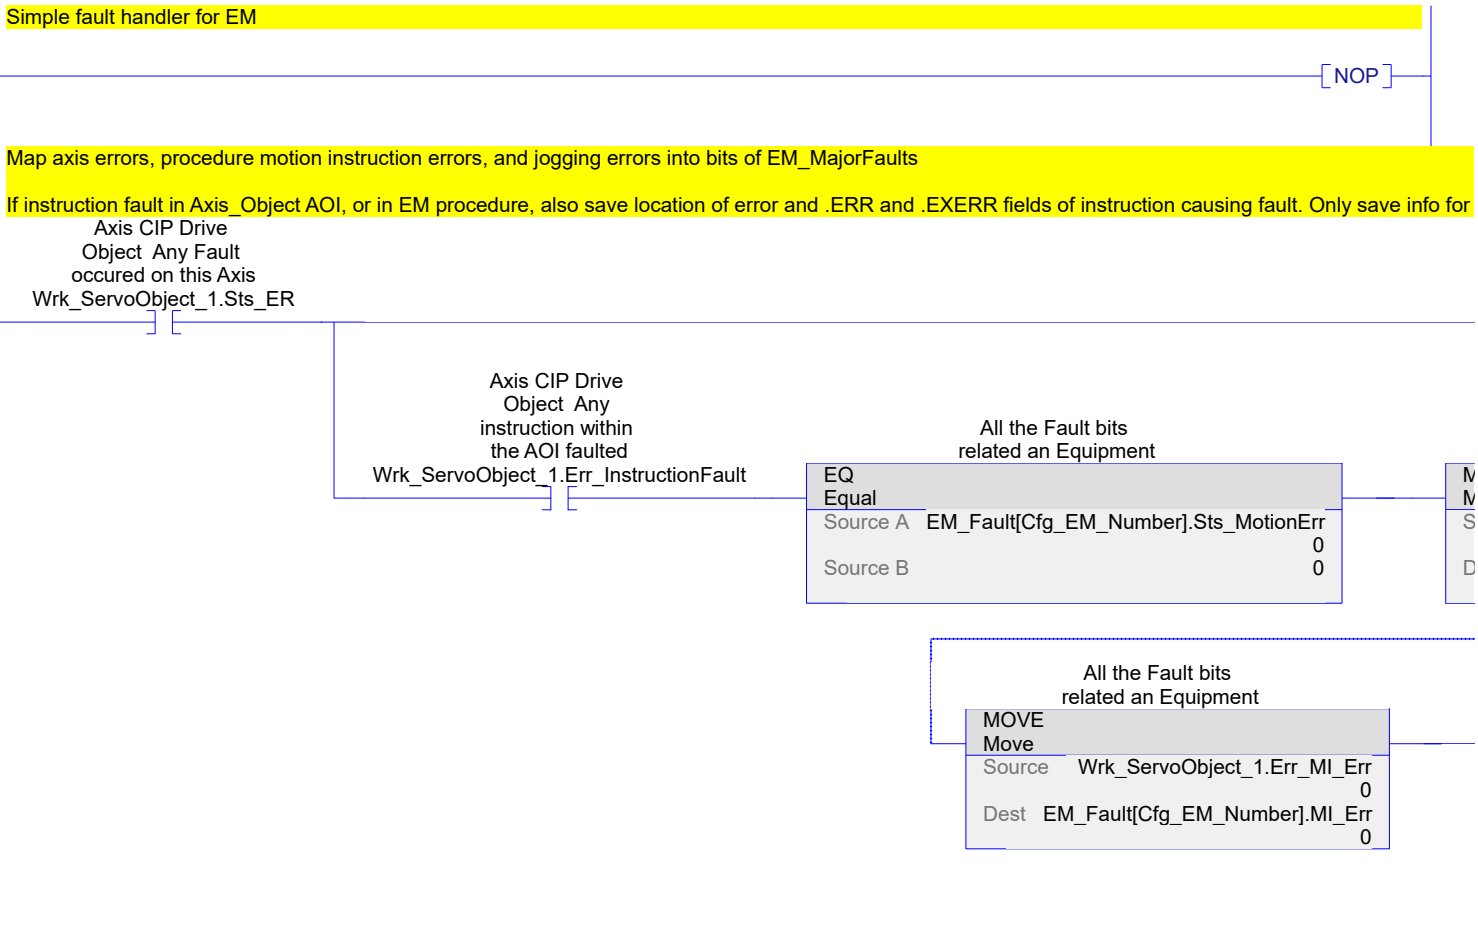 Simple fault handler for EM
NOP
Map axis errors, procedure motion instruction errors, and jogging errors into bits of EM_MajorFaults
If instruction fault in Axis_Object AOI, or in EM procedure, also save location of error and .ERR and .EXERR fields of instruction causing fault. Only save info for
Axis CIP Drive
Object  Any Fault
occured on this Axis
Wrk_ServoObject_1.Sts_ER
Axis CIP Drive
Object  Any
instruction within
the AOI faulted
Wrk_ServoObject_1.Err_InstructionFault
All the Fault bits
related an Equipment
EQ
Equal
Source A EM_Fault[Cfg_EM_Number].Sts_MotionErr
0
Source B 0
M
M
S
D
All the Fault bits
related an Equipment
MOVE
Move
Source Wrk_ServoObject_1.Err_MI_Err
0
Dest EM_Fault[Cfg_EM_Number].MI_Err
0